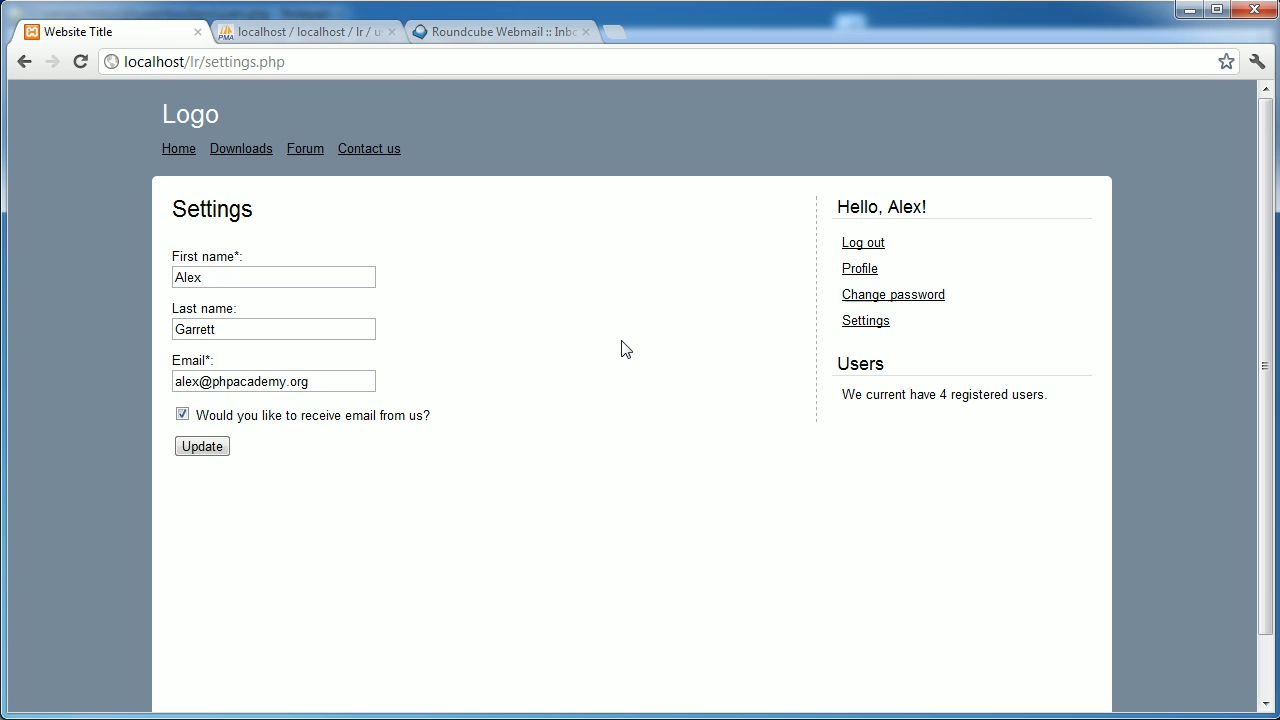 Website Title
localhost / localhost / lr / u
Roundcube Webmail :: Inbo
localhost/lr/settings.php
Logo
Home Downloads Forum Contact us
Settings
First name*:
Alex
Last name:
Garrett
Email*:
alex@phpacademy.org
Would you like to receive email from us?
Update
Hello, Alex!
Log out
Profile
Change password
Settings
Users
We current have 4 registered users.